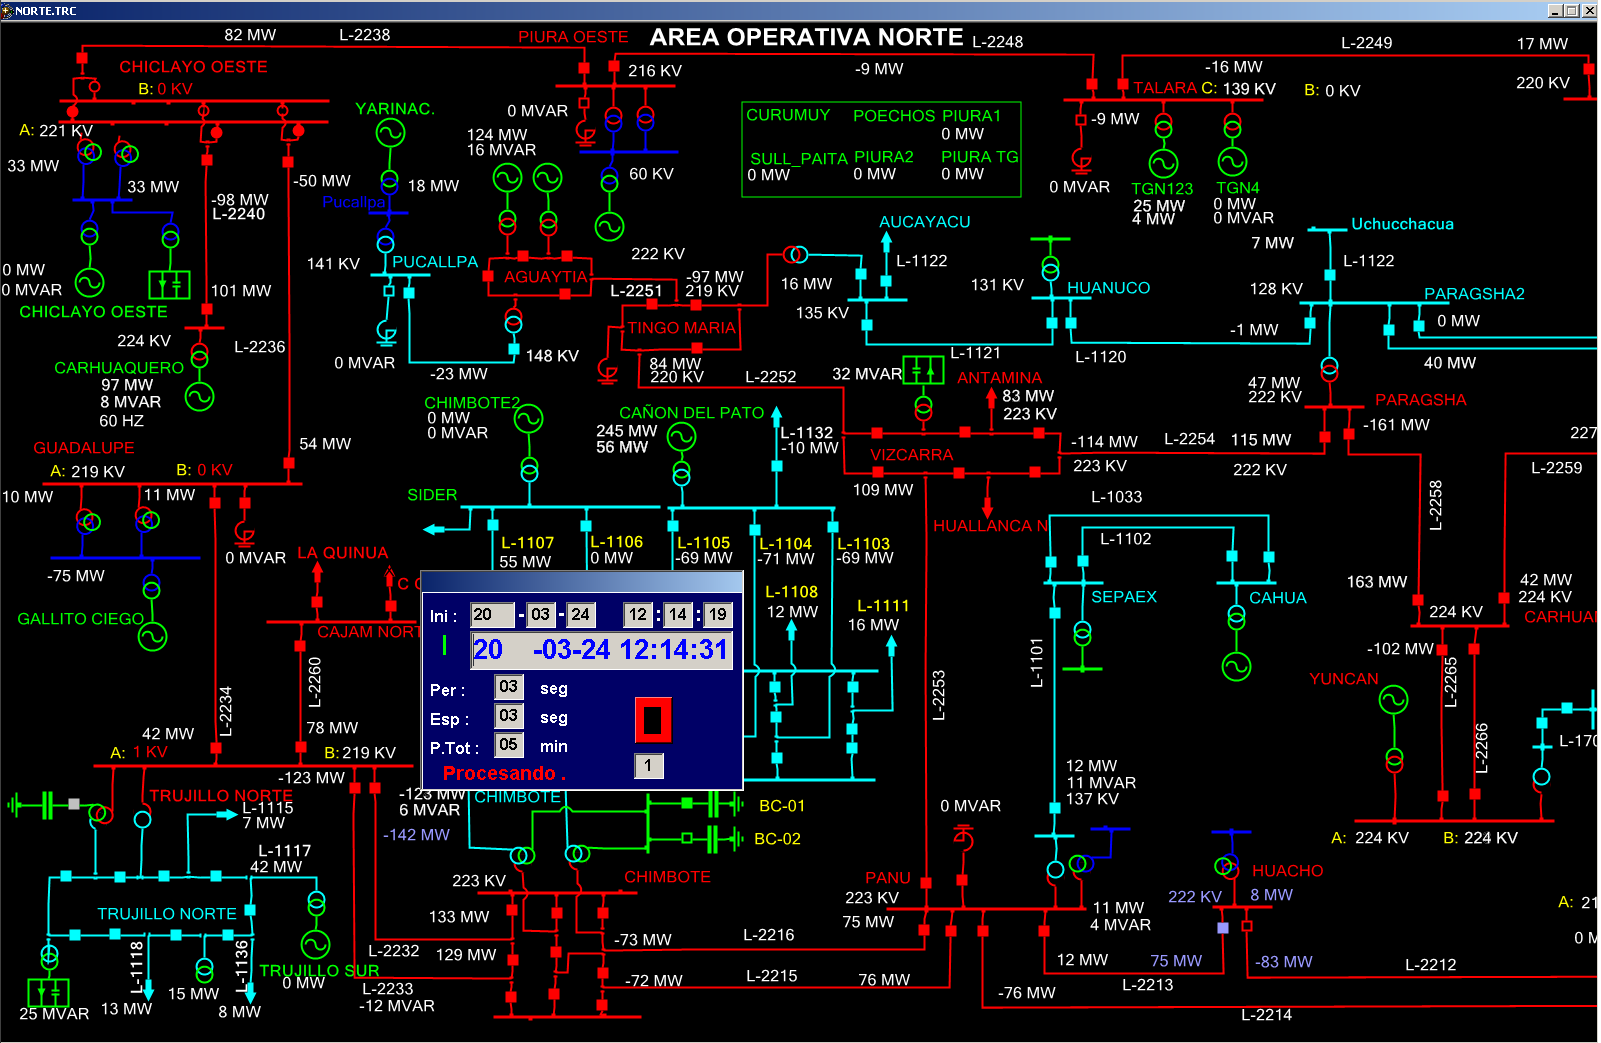 NORTE.TRC
AREA OPERATIVA NORTE
82 MW
L-2238
PIURA OESTE
L-2248
L-2249
17 MW
CHICLAYO OESTE
B: 0 KV
216 KV
-9 MW
-16 MW
TALARA C: 139 KV
B: 0 KV
220 KV
YARINAC.
0 MVAR
A: 221 KV
124 MW
16 MVAR
CURUMUY
POECHOS
PIURA1
0 MW
-9 MW
33 MW
33 MW
-50 MW
18 MW
60 KV
SULL_PAITA
0 MW
PIURA2
0 MW
PIURA TG
0 MW
0 MVAR
TGN123
25 MW
4 MW
TGN4
0 MW
0 MVAR
-98 MW
L-2240
Pucallpa
AUCAYACU
Uchucchacua
7 MW
0 MW
0 MVAR
CHICLAYO OESTE
101 MW
141 KV
PUCALLPA
AGUAYTIA
222 KV
L-2251
-97 MW
219 KV
16 MW
L-1122
131 KV
HUANUCO
L-1122
128 KV
PARAGSHA2
0 MW
135 KV
TINGO MARIA
-1 MW
224 KV
L-2236
0 MVAR
148 KV
-23 MW
84 MW
220 KV
L-2252
32 MVAR
L-1121
L-1120
40 MW
CARHUAQUERO
97 MW
8 MVAR
60 HZ
ANTAMINA
83 MW
223 KV
47 MW
222 KV
PARAGSHA
-161 MW
CHIMBOTE2
0 MW
0 MVAR
CAÑON DEL PATO
245 MW
56 MW
L-1132
-10 MW
VIZCARRA
-114 MW
223 KV
L-2254
115 MW
222 KV
227
L-2259
GUADALUPE
54 MW
A: 219 KV
B: 0 KV
10 MW
11 MW
SIDER
109 MW
HUALLANCA N
L-1033
L-1102
L-2258
0 MVAR
LA QUINUA
C C
L-1107
55 MW
L-1106
0 MW
L-1105
-69 MW
L-1104
-71 MW
L-1103
-69 MW
-75 MW
GALLITO CIEGO
CAJAM NORT
L-1108
12 MW
L-1111
16 MW
SEPAEX
CAHUA
163 MW
42 MW
224 KV
224 KV
CARHUAI
Ini : 20 - 03 - 24 12 : 14 : 19
20 -03-24 12:14:31
Per : 03 seg
Esp : 03 seg
P.Tot : 05 min
Procesando .
1
L-2260
L-2234
L-2253
L-1101
-102 MW
L-2265
L-2266
YUNCAN
L-170
42 MW
78 MW
A: 1 KV
B: 219 KV
-123 MW
TRUJILLO NORTE
L-1115
7 MW
-123 MW
6 MVAR
CHIMBOTE
-142 MW
BC-01
BC-02
0 MVAR
12 MW
11 MVAR
137 KV
A: 224 KV
B: 224 KV
L-1117
42 MW
223 KV
CHIMBOTE
PANU
223 KV
75 MW
HUACHO
222 KV
8 MW
TRUJILLO NORTE
133 MW
11 MW
4 MVAR
A: 21
0 M
L-1118
L-1136
TRUJILLO SUR
0 MW
L-2232
129 MW
-73 MW
L-2216
12 MW
75 MW
-83 MW
L-2212
L-2233
-12 MVAR
-72 MW
L-2215
76 MW
-76 MW
L-2213
L-2214
25 MVAR
13 MW
15 MW
8 MW